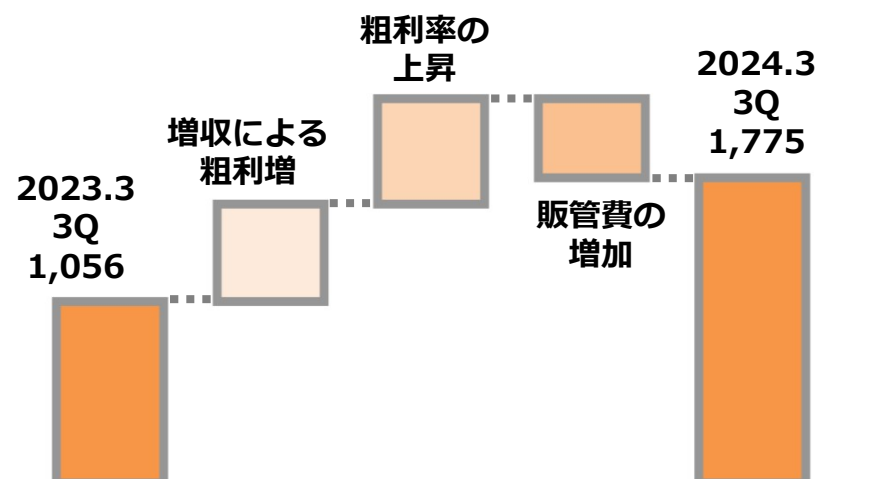 2023.3
3Q
1,056
増収による
粗利増
粗利率の
上昇
販管費の
増加
2024.3
3Q
1,775